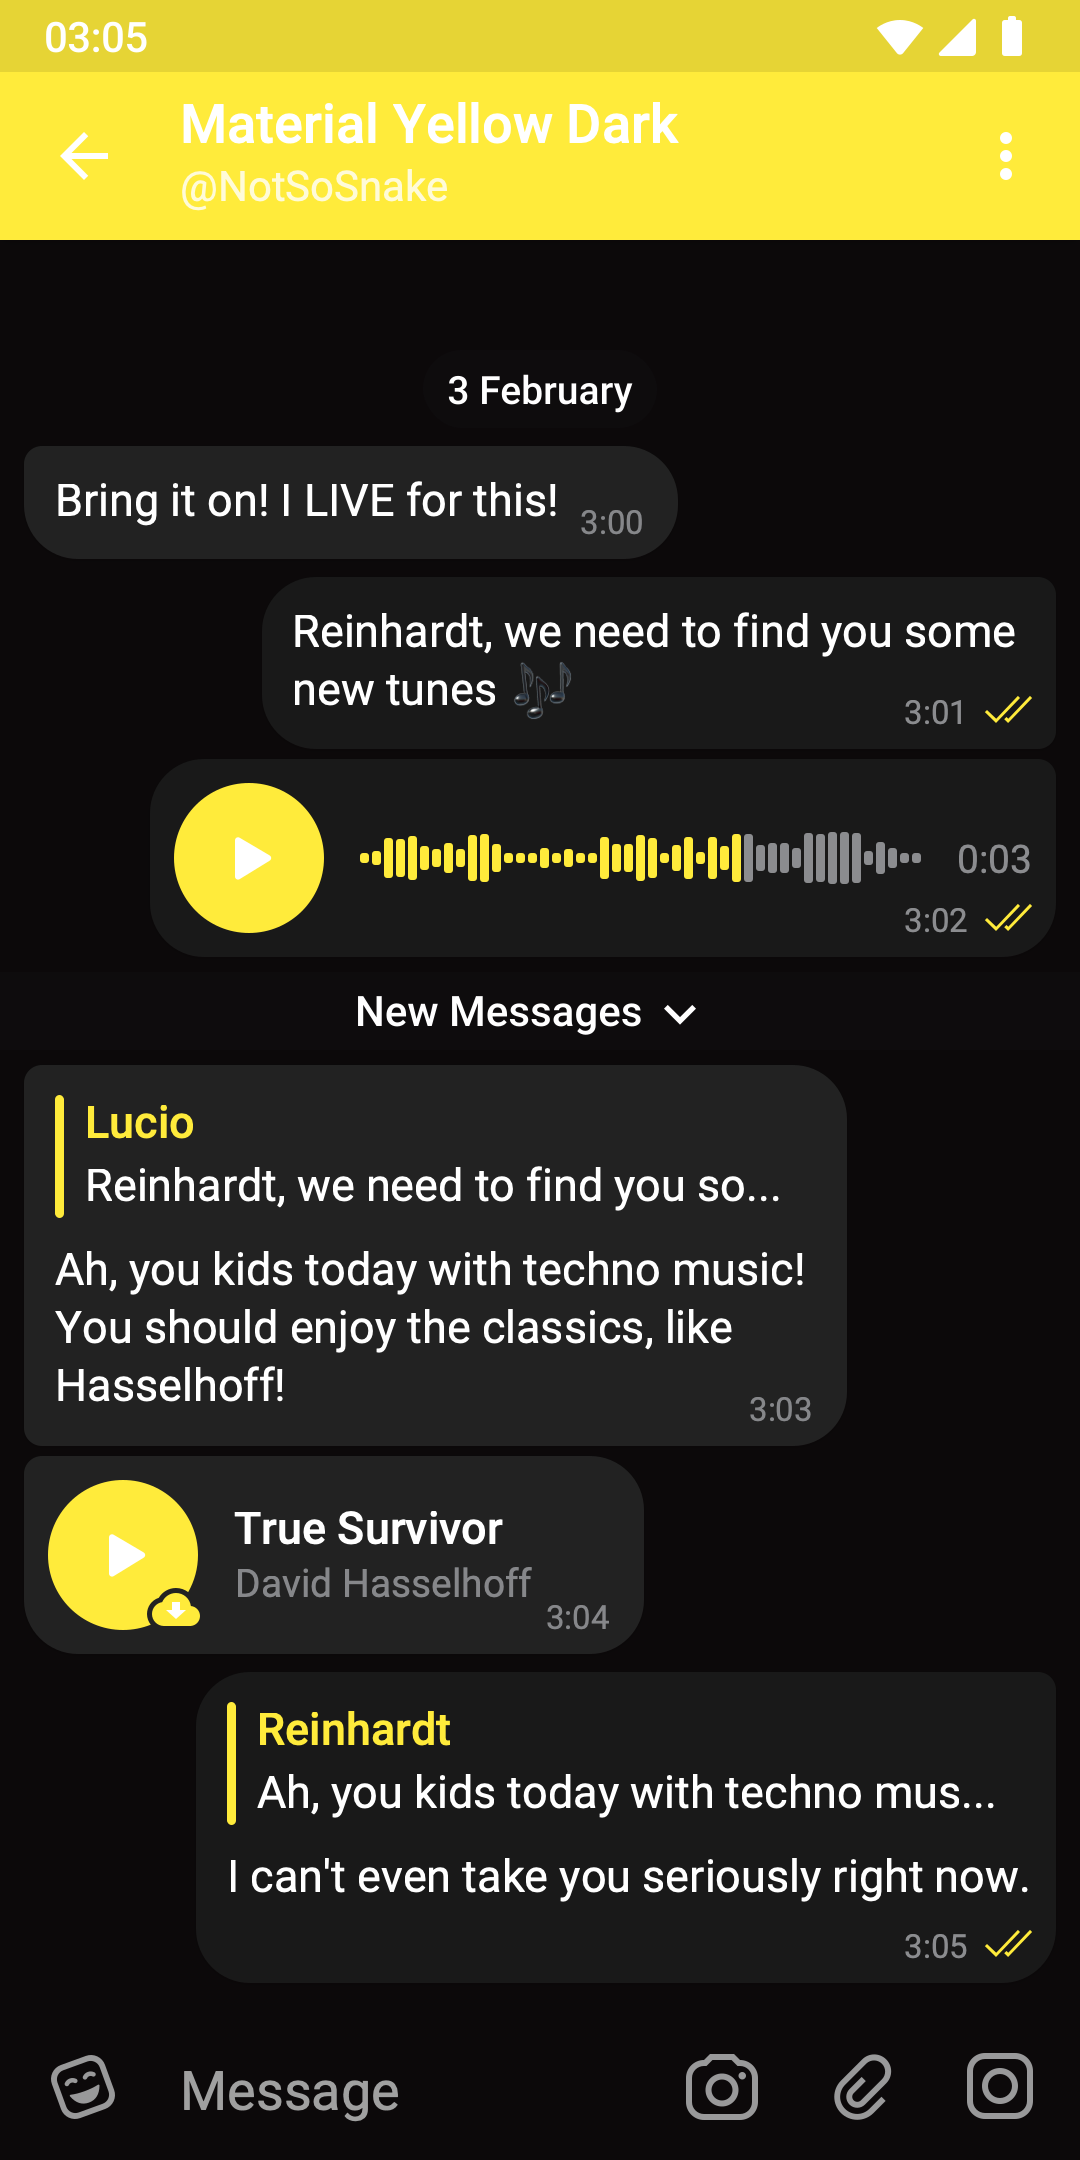 03:05
Material Yellow Dark
@NotSoSnake
3 February
Bring it on! I LIVE for this!
3:00
Reinhardt, we need to find you some
new tunes 🎶
3:01
0:03
3:02
New Messages
Lucio
Reinhardt, we need to find you so...
Ah, you kids today with techno music!
You should enjoy the classics, like
Hasselhoff!
3:03
True Survivor
David Hasselhoff
3:04
Reinhardt
Ah, you kids today with techno mus...
I can't even take you seriously right now.
3:05
Message